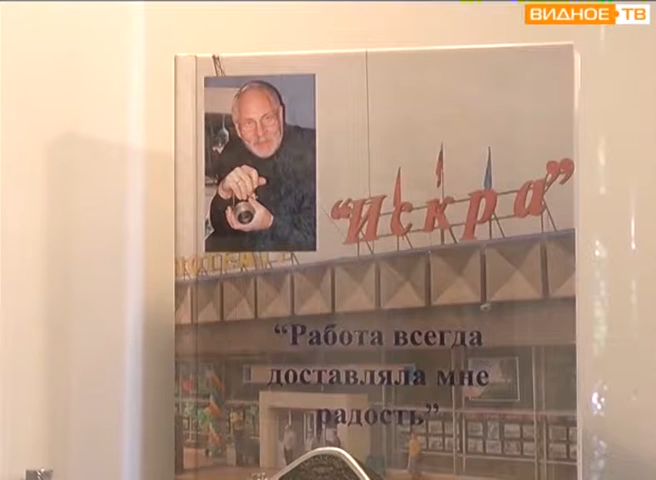 ВИДНОЕ ТВ
"Искра"
"Работа всегда
доставляла мне
радость"